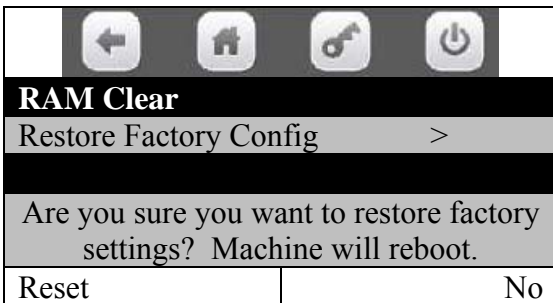 RAM Clear
Restore Factory Config >
Are you sure you want to restore factory
settings? Machine will reboot.
Reset No